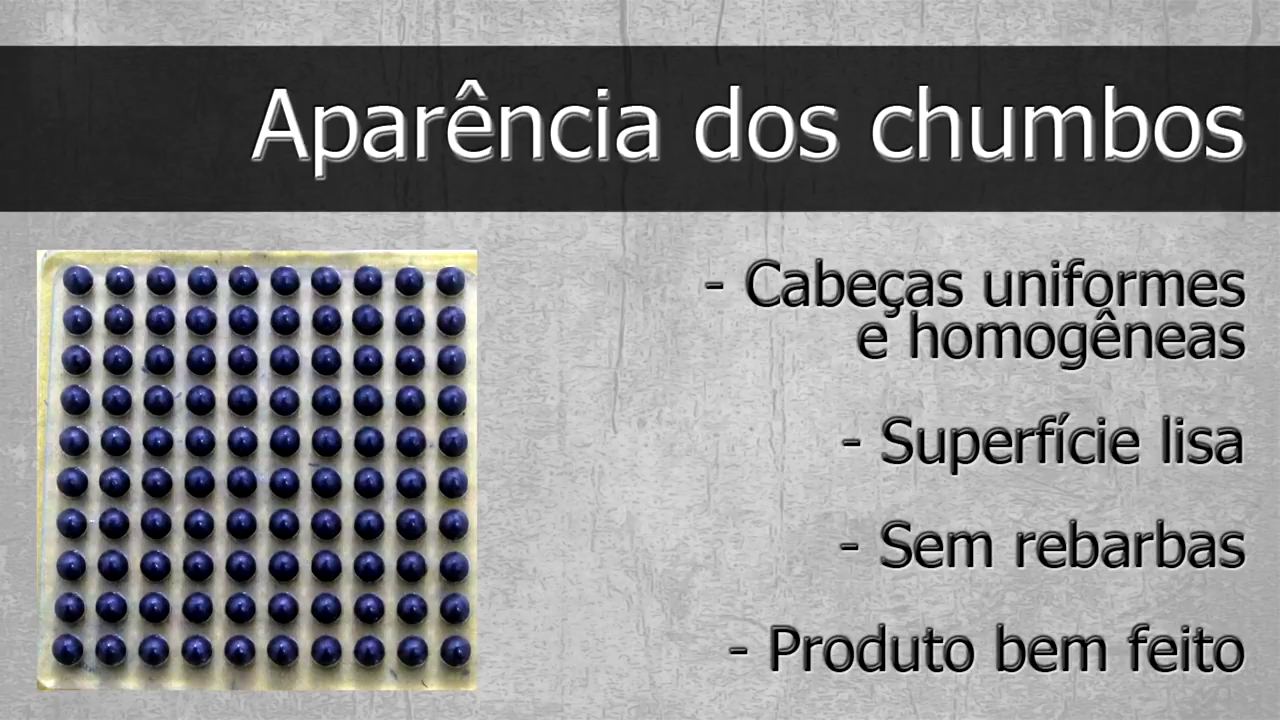 Aparência dos chumbos
- Cabeças uniformes
e homogêneas
- Superfície lisa
- Sem rebarbas
- Produto bem feito